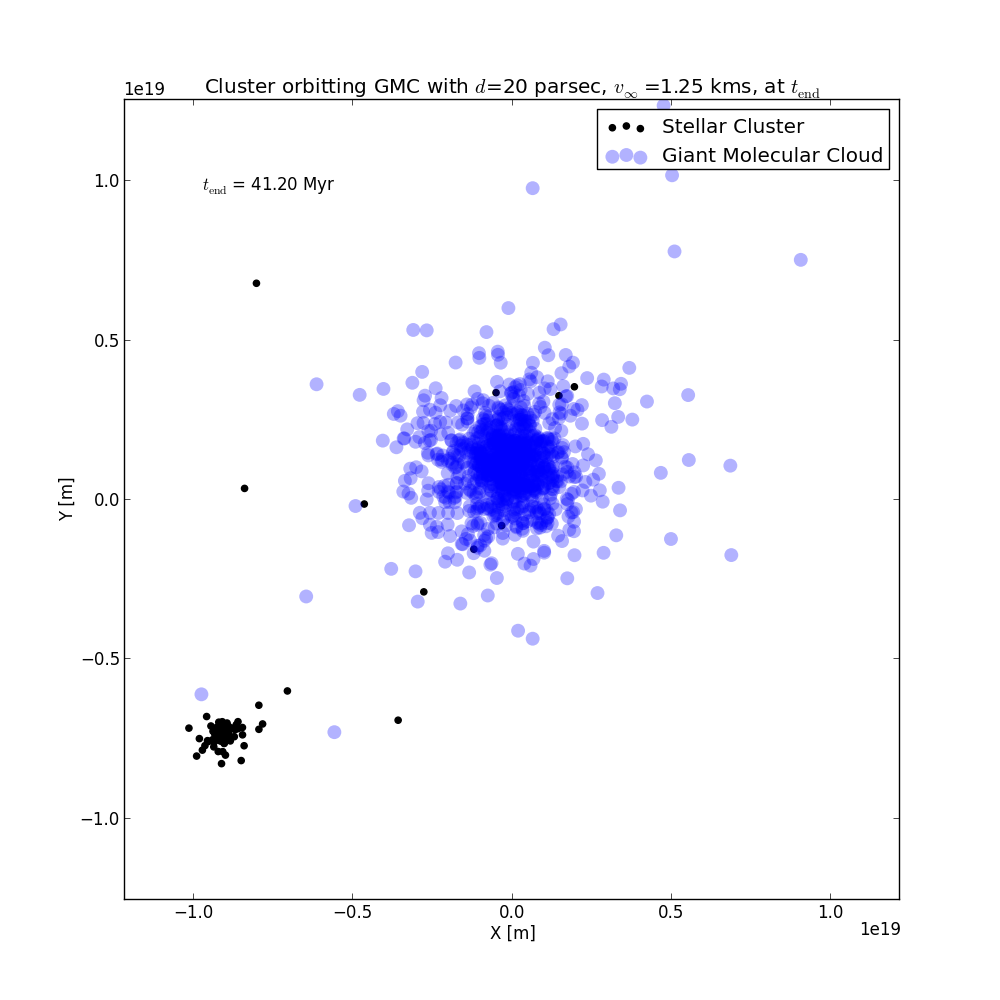 Cluster orbitting GMC with d=20 parsec, v∞ =1.25 kms, at t_end
1e19
Stellar Cluster
Giant Molecular Cloud
t_end = 41.20 Myr
1.0
0.5
0.0
−0.5
−1.0
Y [m]
−1.0 −0.5 0.0 0.5 1.0
X [m]
1e19